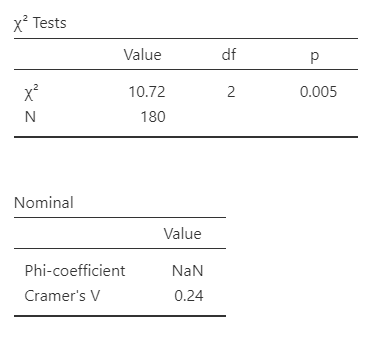 χ² Tests
Value df p
χ² 10.72 2 0.005
N 180
Nominal
Value
Phi-coefficient NaN
Cramer's V 0.24